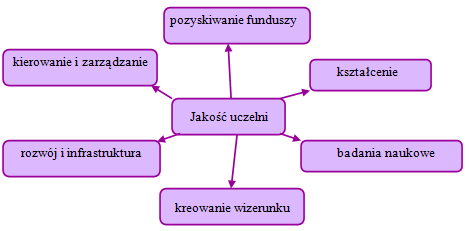 pozyskiwanie funduszy
kierowanie i zarządzanie
kształcenie
Jakość uczelni
rozwój i infrastruktura
badania naukowe
kreowanie wizerunku